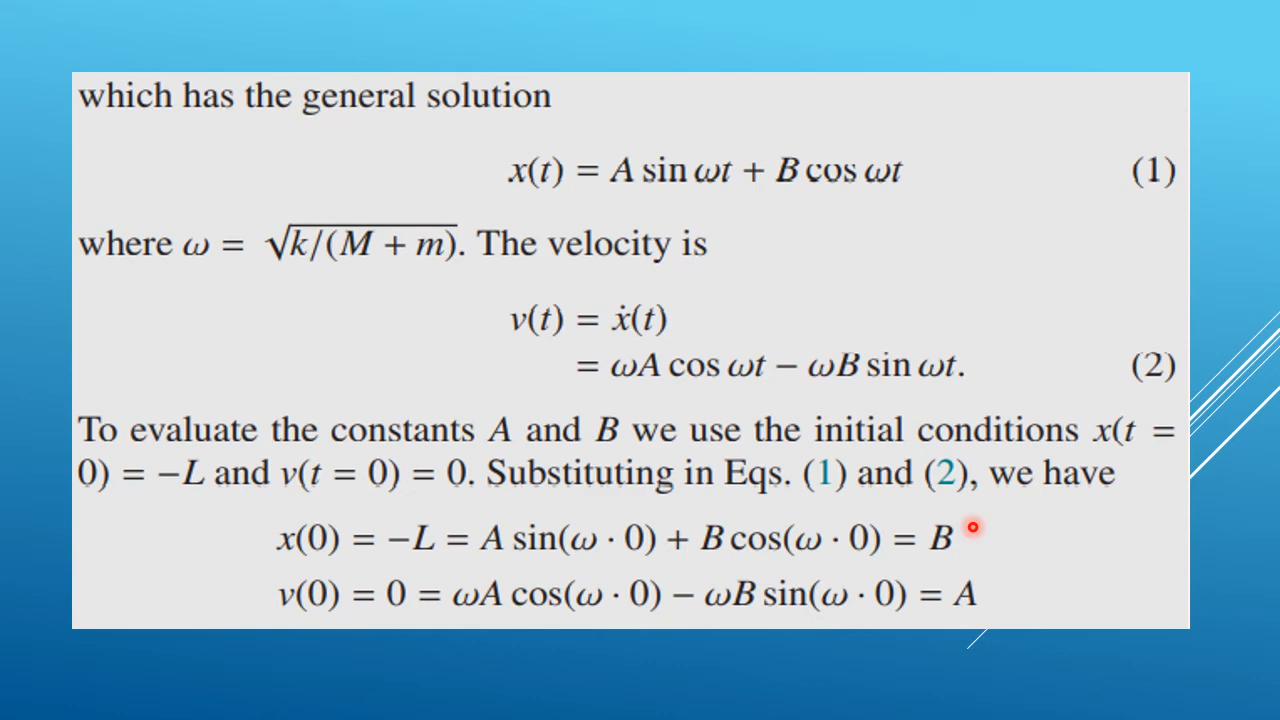 which has the general solution
x(t) = A sin ωt + B cos ωt (1)
where ω = √k/(M + m). The velocity is
v(t) = ẋ(t)
= ωA cos ωt − ωB sin ωt. (2)
To evaluate the constants A and B we use the initial conditions x(t =
0) = −L and v(t = 0) = 0. Substituting in Eqs. (1) and (2), we have
x(0) = −L = A sin(ω · 0) + B cos(ω · 0) = B
v(0) = 0 = ωA cos(ω · 0) − ωB sin(ω · 0) = A